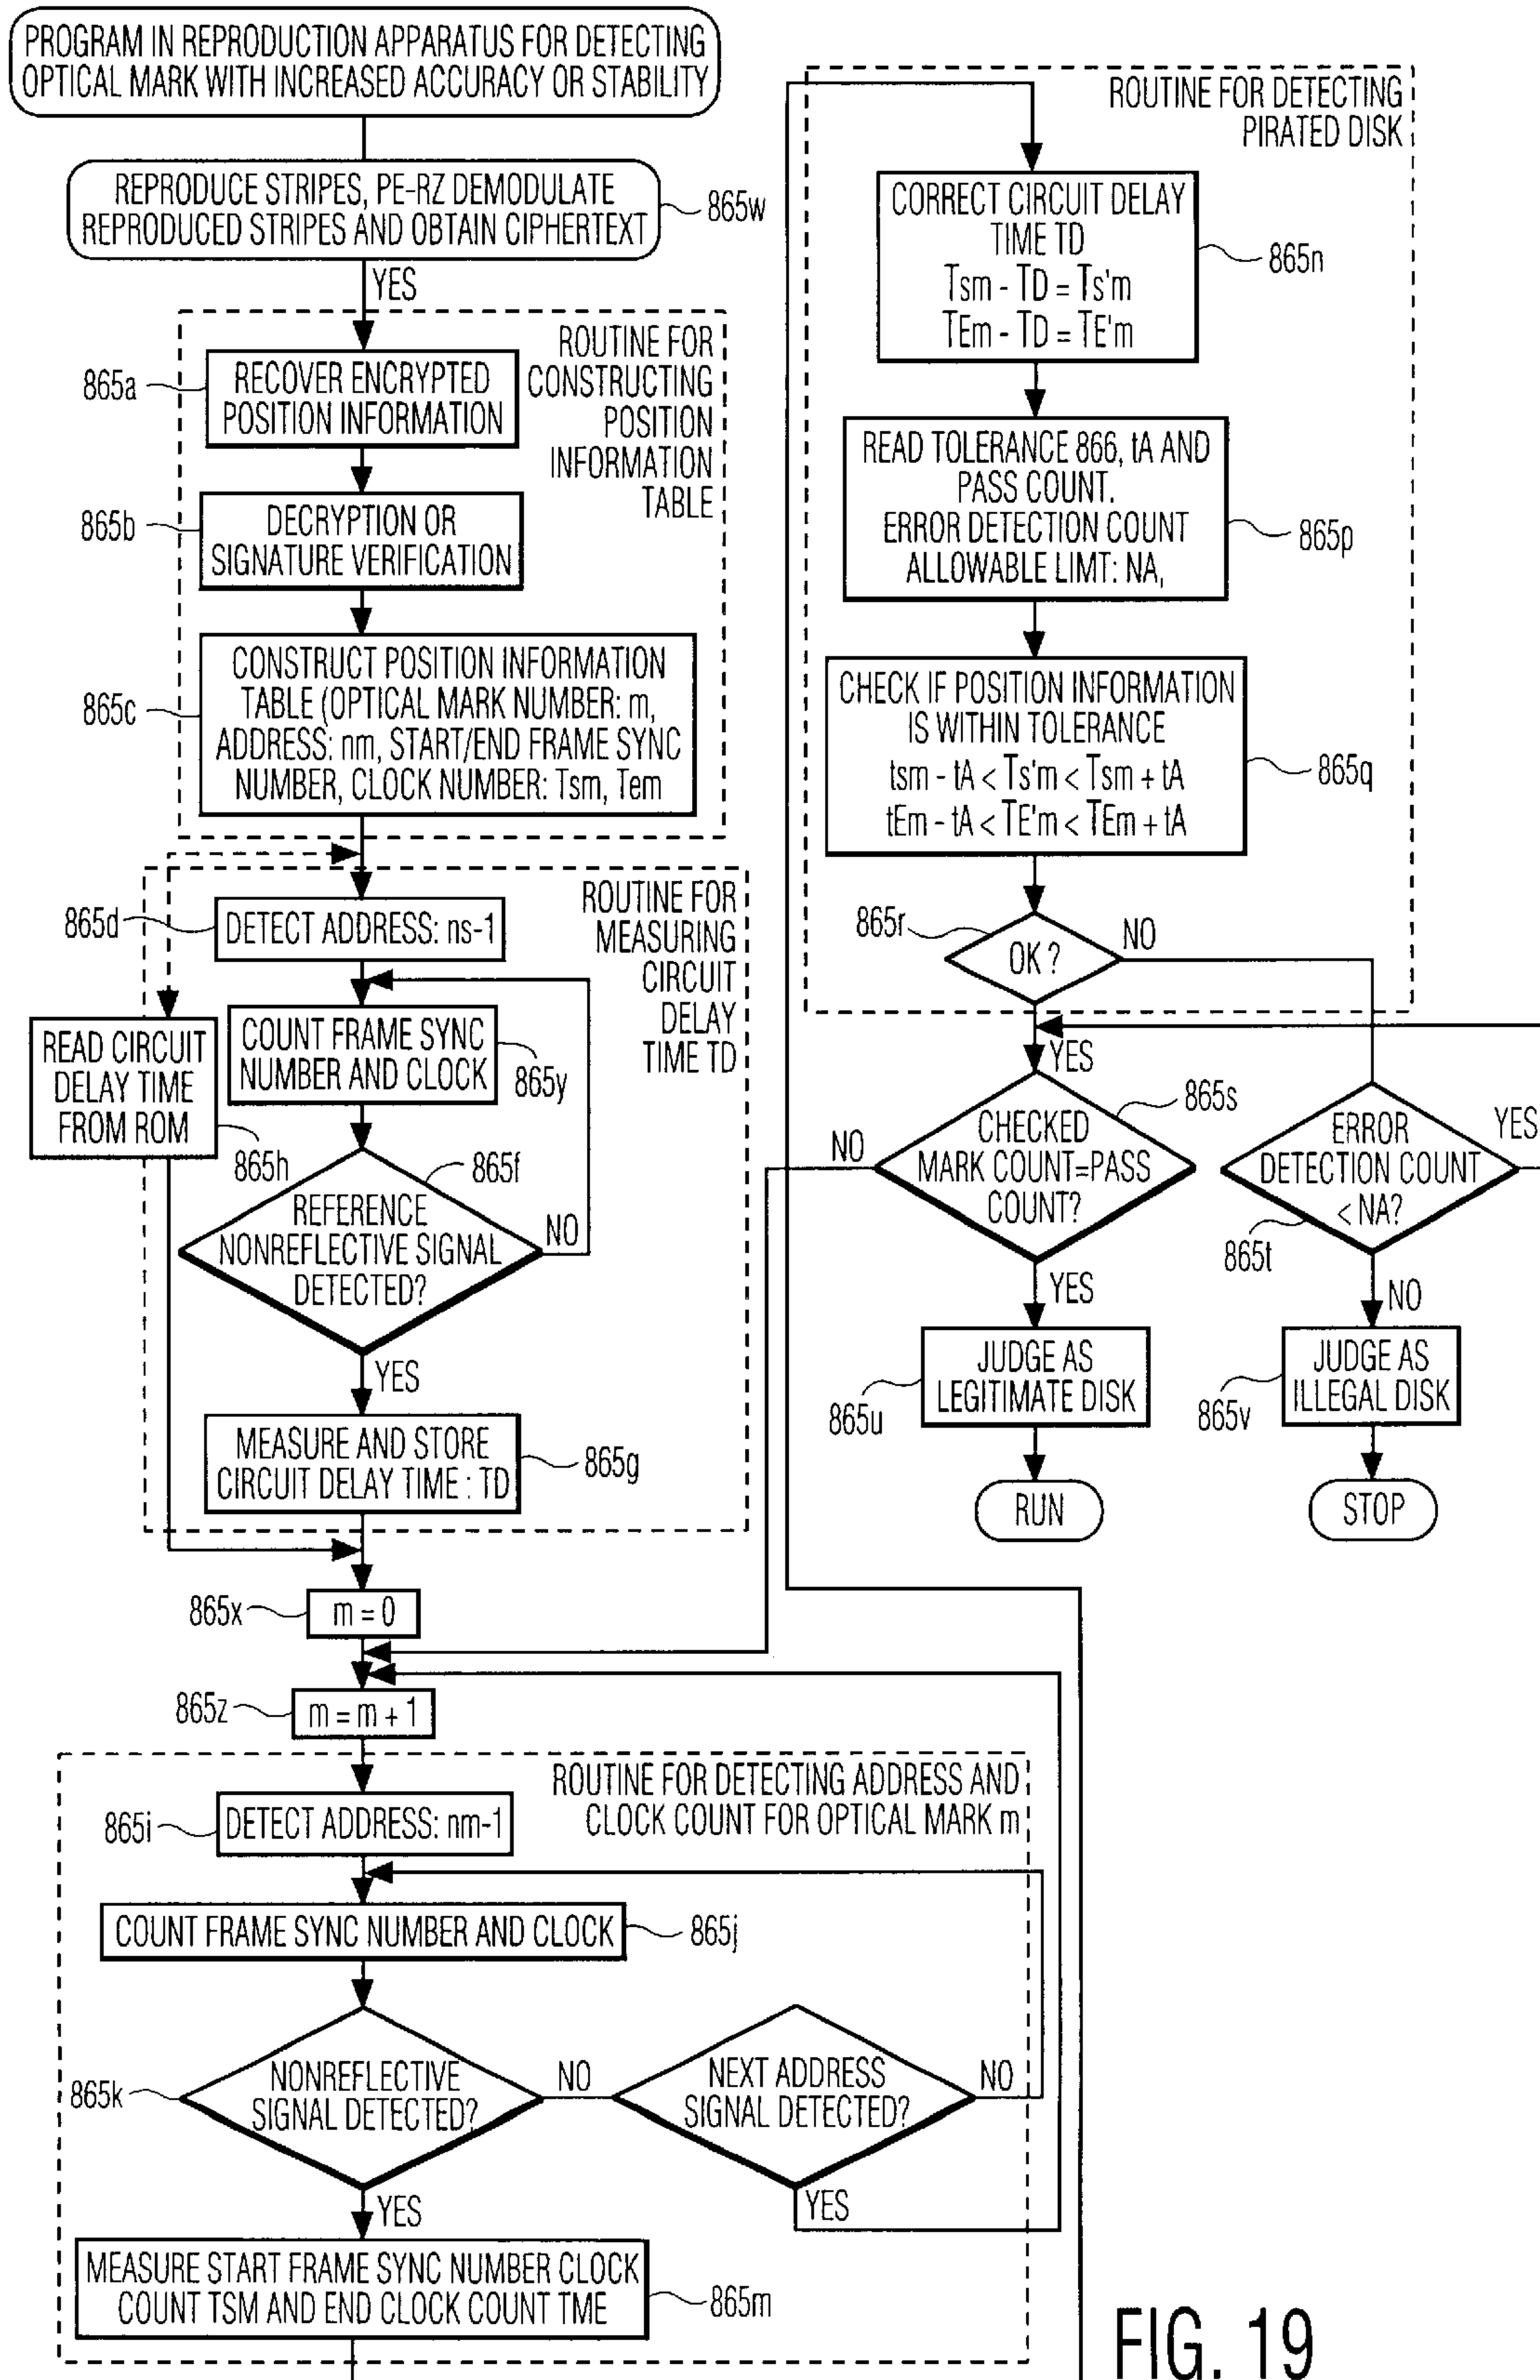 PROGRAM IN REPRODUCTION APPARATUS FOR DETECTING
OPTICAL MARK WITH INCREASED ACCURACY OR STABILITY
REPRODUCE STRIPES, PE-RZ DEMODULATE
REPRODUCED STRIPES AND OBTAIN CIPHERTEXT
865w
YES
ROUTINE FOR
CONSTRUCTING
POSITION
INFORMATION
TABLE
865a
RECOVER ENCRYPTED
POSITION INFORMATION
865b
DECRYPTION OR
SIGNATURE VERIFICATION
865c
CONSTRUCT POSITION INFORMATION
TABLE (OPTICAL MARK NUMBER: m,
ADDRESS: nm, START/END FRAME SYNC
NUMBER, CLOCK NUMBER: Tsm, Tem
ROUTINE FOR
MEASURING
CIRCUIT
DELAY
TIME TD
865d
DETECT ADDRESS: ns-1
COUNT FRAME SYNC
NUMBER AND CLOCK
865y
READ CIRCUIT
DELAY TIME
FROM ROM
865h
865f
REFERENCE
NONREFLECTIVE SIGNAL
DETECTED?
NO
YES
MEASURE AND STORE
CIRCUIT DELAY TIME : TD
865g
865x
m = 0
865z
m = m + 1
ROUTINE FOR DETECTING ADDRESS AND
CLOCK COUNT FOR OPTICAL MARK m
865i
DETECT ADDRESS: nm-1
COUNT FRAME SYNC NUMBER AND CLOCK
865j
865k
NONREFLECTIVE
SIGNAL DETECTED?
NO
NEXT ADDRESS
SIGNAL DETECTED?
NO
YES
YES
MEASURE START FRAME SYNC NUMBER CLOCK
COUNT TSM AND END CLOCK COUNT TME
865m
ROUTINE FOR DETECTING
PIRATED DISK
CORRECT CIRCUIT DELAY
TIME TD
Tsm - TD = Ts'm
TEm - TD = TE'm
865n
READ TOLERANCE 866, tA AND
PASS COUNT.
ERROR DETECTION COUNT
ALLOWABLE LIMT: NA,
865p
CHECK IF POSITION INFORMATION
IS WITHIN TOLERANCE
tsm - tA < Ts'm < Tsm + tA
tEm - tA < TE'm < TEm + tA
865q
865r
OK ?
NO
YES
865s
CHECKED
MARK COUNT=PASS
COUNT?
NO
YES
ERROR
DETECTION COUNT
< NA?
YES
865t
NO
JUDGE AS
LEGITIMATE DISK
865u
JUDGE AS
ILLEGAL DISK
865v
RUN
STOP
FIG. 19